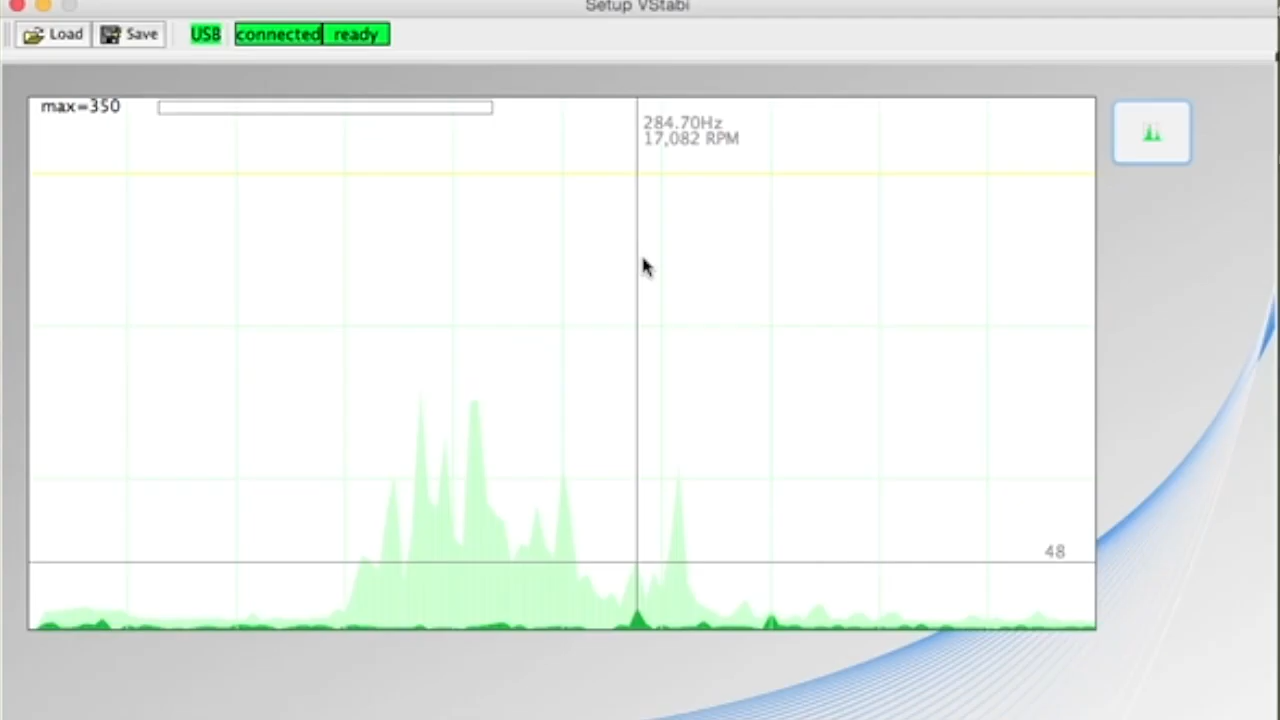 Setup VStabi
Load Save USB connected ready
max=350
284.70Hz
17,082 RPM
48